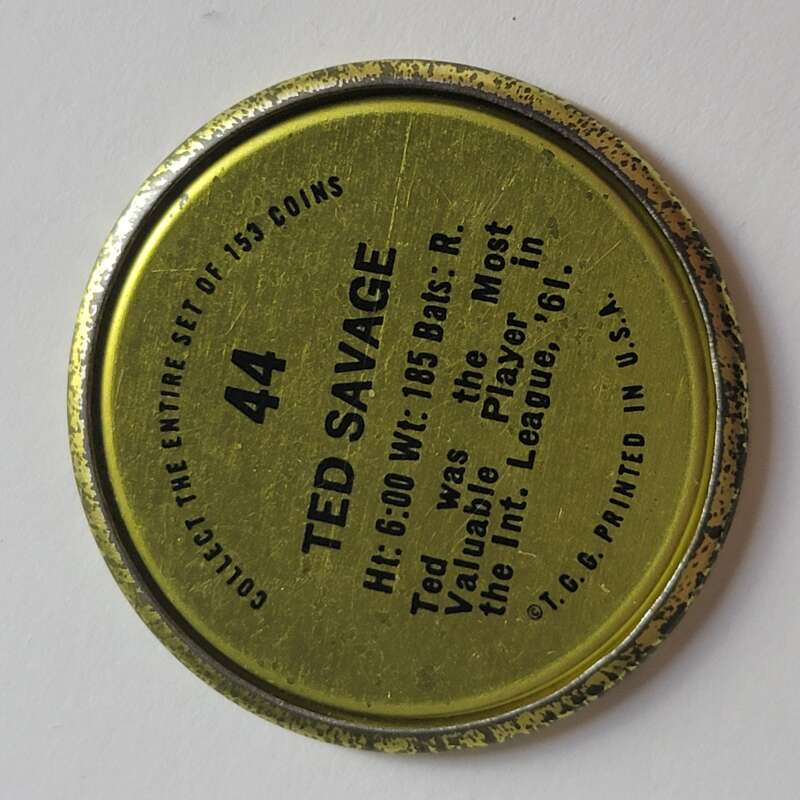 COLLECT THE ENTIRE SET OF 153 COINS
44
TED SAVAGE
Ht: 6-00 Wt: 185 Bats: R.
Ted was the Most
Valuable Player in
the Int. League, '61.
© T. C. G. PRINTED IN U.S.A.